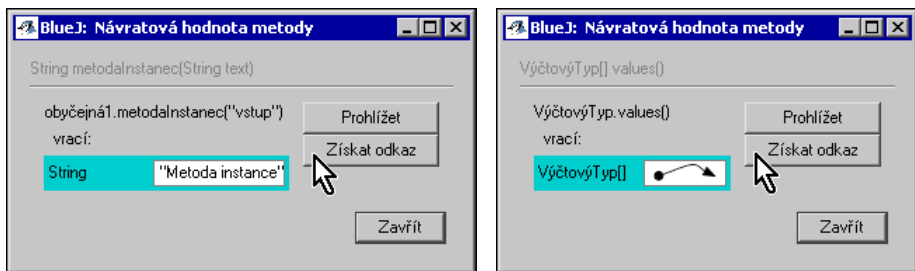 BlueJ: Návratová hodnota metody
String metodaInstanec(String text)
obyčejná1.metodaInstanec("vstup")
vrací:
String
"Metoda instance"
Prohlížet
Získat odkaz
Zavřít
BlueJ: Návratová hodnota metody
VýčtovýTyp[] values()
VýčtovýTyp.values()
vrací:
VýčtovýTyp[]
Prohlížet
Získat odkaz
Zavřít